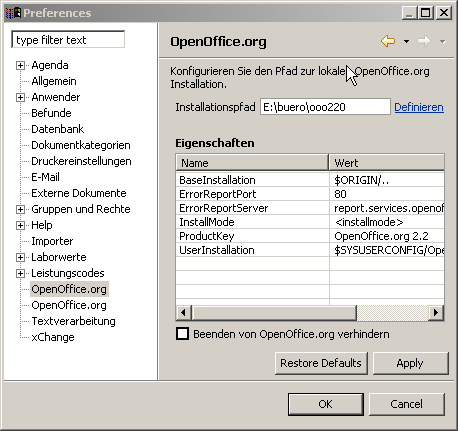 Preferences
type filter text
Agenda
Allgemein
Anwender
Befunde
Datenbank
Dokumentkategorien
Druckereinstellungen
E-Mail
Externe Dokumente
Gruppen und Rechte
Help
Importer
Laborwerte
Leistungscodes
OpenOffice.org
OpenOffice.org
Textverarbeitung
xChange
OpenOffice.org
Konfigurieren Sie den Pfad zur lokalen OpenOffice.org
Installation.
Installationspfad E:\buero\ooo220 Definieren
Eigenschaften
Name Wert
BaseInstallation $ORIGIN/..
ErrorReportPort 80
ErrorReportServer report.services.openof
InstallMode <installmode>
ProductKey OpenOffice.org 2.2
UserInstallation $SYSUSERCONFIG/Ope
Beenden von OpenOffice.org verhindern
Restore Defaults Apply
OK Cancel